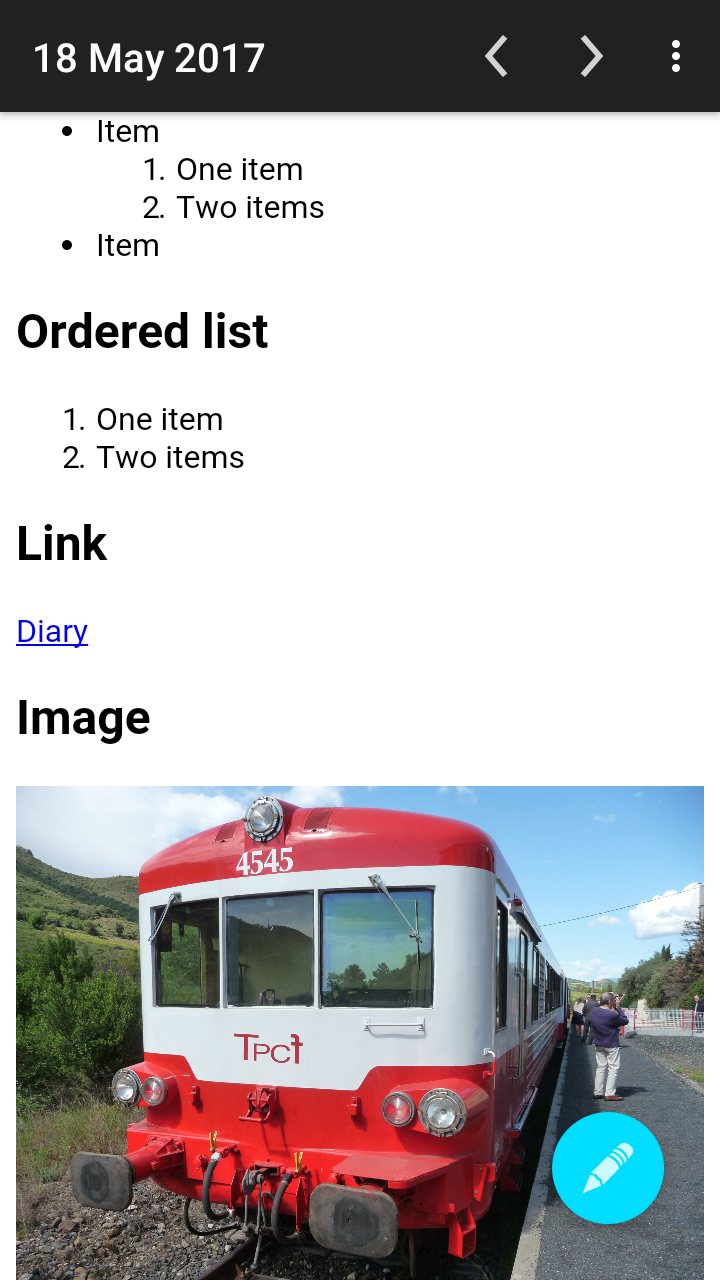 18 May 2017
• Item
1. One item
2. Two items
• Item
Ordered list
1. One item
2. Two items
Link
Diary
Image
4545
TPCT